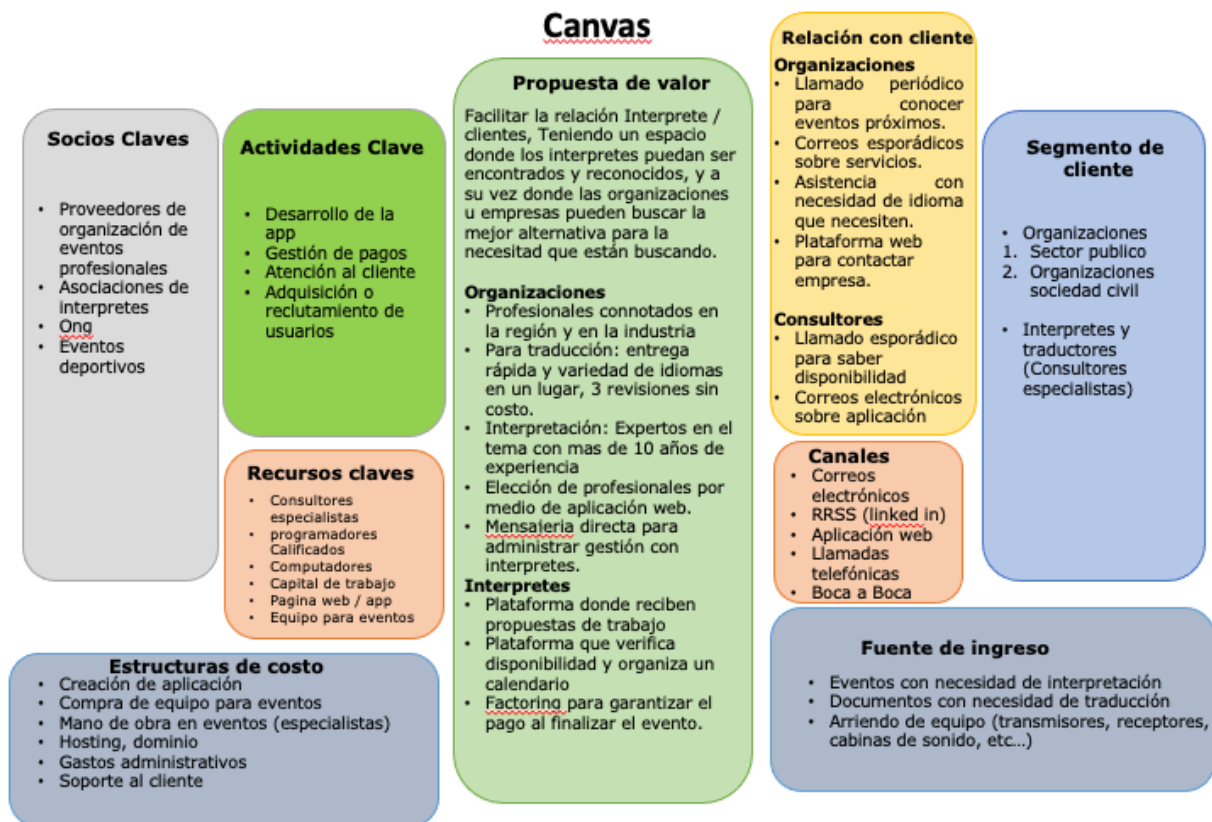 Canvas
Socios Claves
• Proveedores de
organización de
eventos
profesionales
• Asociaciones de
interpretes
• Ong
• Eventos
deportivos
Actividades Clave
• Desarrollo de la
app
• Gestión de pagos
• Atención al cliente
• Adquisición o
reclutamiento de
usuarios
Recursos claves
• Consultores
especialistas
• programadores
Calificados
• Computadores
• Capital de trabajo
• Pagina web / app
• Equipo para eventos
Propuesta de valor
Facilitar la relación Interprete /
clientes, Teniendo un espacio
donde los interpretes puedan ser
encontrados y reconocidos, y a
su vez donde las organizaciones
u empresas pueden buscar la
mejor alternativa para la
necesitad que están buscando.
Organizaciones
• Profesionales connotados en
la región y en la industria
• Para traducción: entrega
rápida y variedad de idiomas
en un lugar, 3 revisiones sin
costo.
• Interpretación: Expertos en el
tema con mas de 10 años de
experiencia
• Elección de profesionales por
medio de aplicación web.
• Mensajeria directa para
administrar gestión con
interpretes.
Interpretes
• Plataforma donde reciben
propuestas de trabajo
• Plataforma que verifica
disponibilidad y organiza un
calendario
• Factoring para garantizar el
pago al finalizar el evento.
Relación con cliente
Organizaciones
• Llamado periódico
para conocer
eventos próximos.
• Correos esporádicos
sobre servicios.
• Asistencia con
necesidad de idioma
que necesiten.
• Plataforma web
para contactar
empresa.
Consultores
• Llamado esporádico
para saber
disponibilidad
• Correos electrónicos
sobre aplicación
Canales
• Correos
electrónicos
• RRSS (linked in)
• Aplicación web
• Llamadas
telefónicas
• Boca a Boca
Segmento de
cliente
• Organizaciones
1. Sector publico
2. Organizaciones
sociedad civil
• Interpretes y
traductores
(Consultores
especialistas)
Estructuras de costo
• Creación de aplicación
• Compra de equipo para eventos
• Mano de obra en eventos (especialistas)
• Hosting, dominio
• Gastos administrativos
• Soporte al cliente
Fuente de ingreso
• Eventos con necesidad de interpretación
• Documentos con necesidad de traducción
• Arriendo de equipo (transmisores, receptores,
cabinas de sonido, etc...)